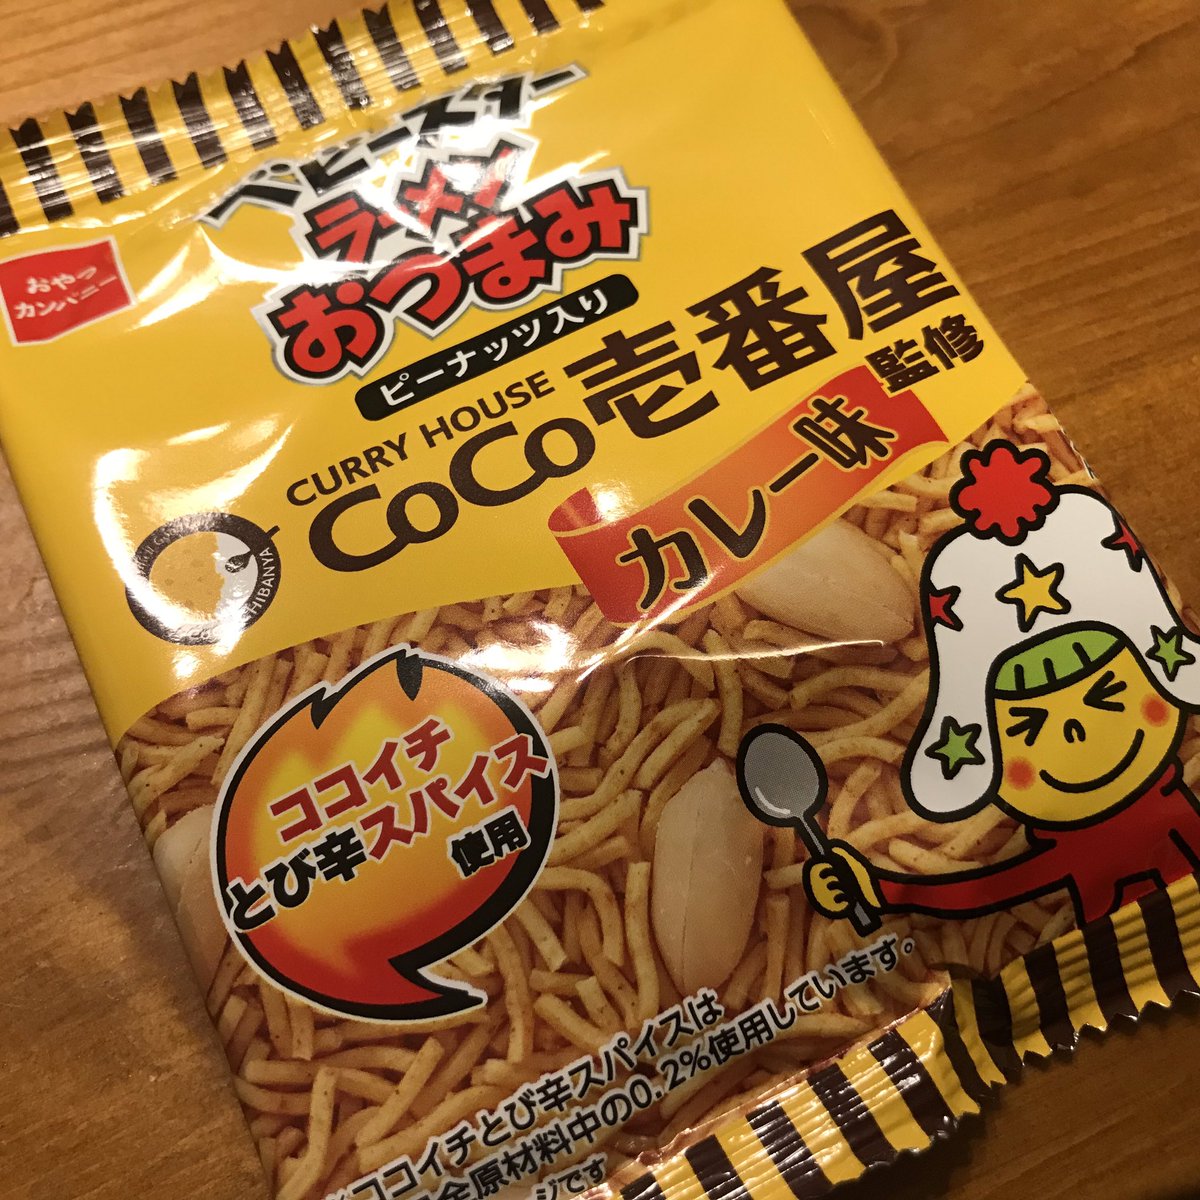 ベビースター
ラーメン
おつまみ
おやつ
カンパニー
ピーナッツ入り
CURRY HOUSE
CoCo壱番屋
監修
カレー味
HIBANYA
ココイチ
とび辛スパイス
使用
※ココイチとび辛スパイスは
全原材料中の0.2%使用しています。
ジです